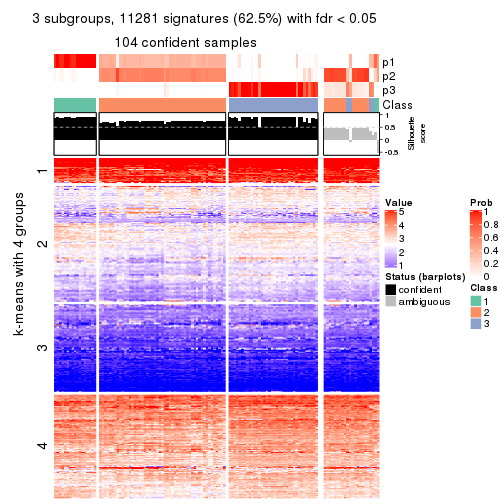 3 subgroups, 11281 signatures (62.5%) with fdr < 0.05
104 confident samples
p1
p2
p3
Class
1
0.5
0
-0.5
Silhouette
score
k-means with 4 groups
1
2
3
4
Value
5
4
3
2
1
Status (barplots)
confident
ambiguous
Prob
1
0.8
0.6
0.4
0.2
0
Class
1
2
3